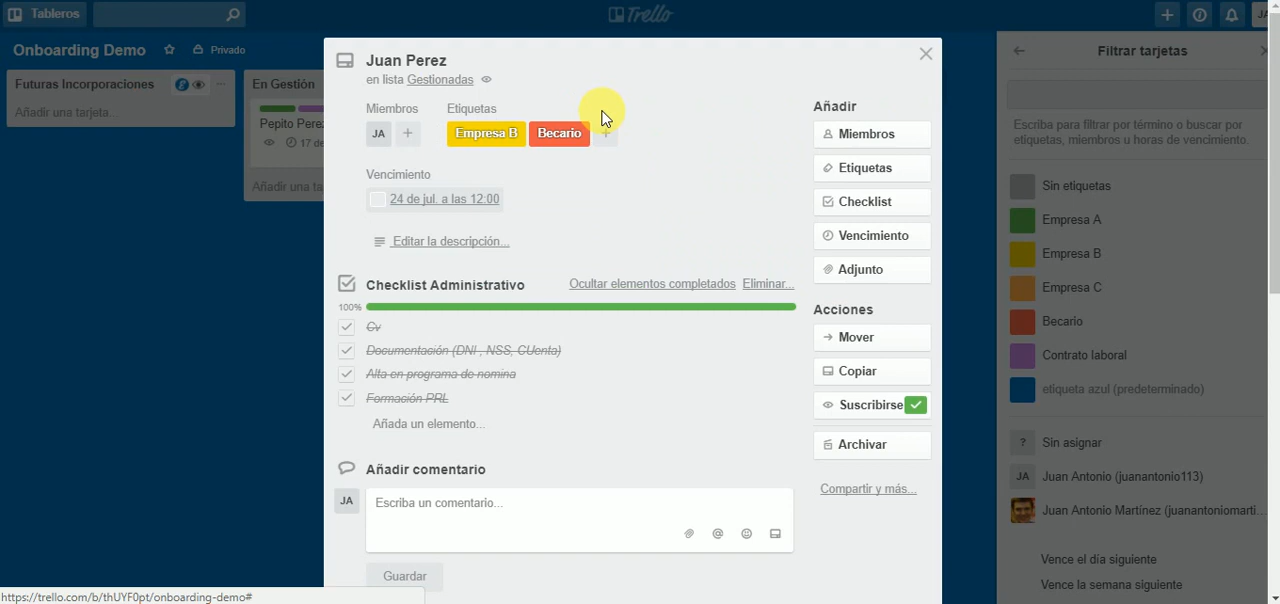 Tableros
Trello
JA
Onboarding Demo
Privado
Futuras Incorporaciones
Añadir una tarjeta...
En Gestión
Pepito Perez
17 de
Añadir una ta
Juan Perez
en lista Gestionadas
Miembros
Etiquetas
JA
Empresa B
Becario
Vencimiento
24 de jul. a las 12:00
Editar la descripción...
Checklist Administrativo
Ocultar elementos completados
Eliminar...
100%
Cv
Documentación (DNI , NSS, CUenta)
Alta en programa de nomina
Formación PRL
Añada un elemento...
Añadir comentario
JA
Escriba un comentario...
Guardar
Añadir
Miembros
Etiquetas
Checklist
Vencimiento
Adjunto
Acciones
Mover
Copiar
Suscribirse
Archivar
Compartir y más...
Filtrar tarjetas
Escriba para filtrar por término o buscar por
etiquetas, miembros u horas de vencimiento.
Sin etiquetas
Empresa A
Empresa B
Empresa C
Becario
Contrato laboral
etiqueta azul (predeterminado)
? Sin asignar
JA Juan Antonio (juanantonio113)
Juan Antonio Martínez (juanantoniomarti...
Vence el día siguiente
Vence la semana siguiente
https://trello.com/b/thUYF0pt/onboarding-demo#